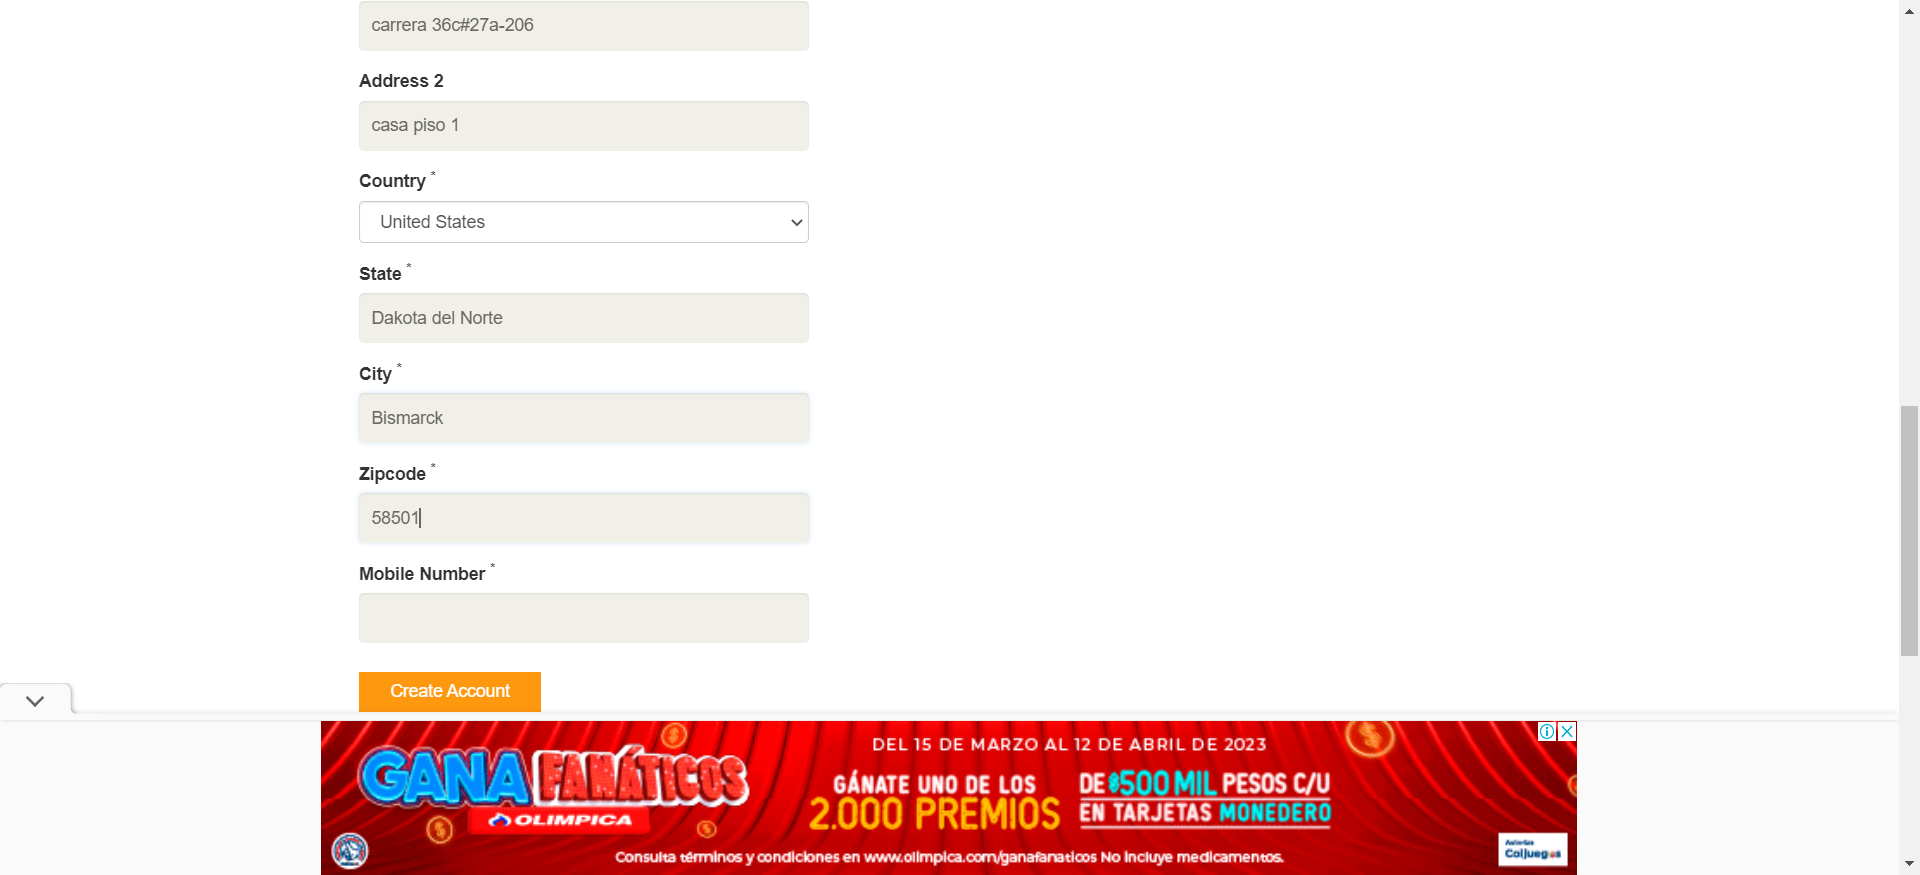 carrera 36c#27a-206
Address 2
casa piso 1
Country *
United States
State *
Dakota del Norte
City *
Bismarck
Zipcode *
58501
Mobile Number *
Create Account
GANA FANÁTICOS
OLIMPICA
DEL 15 DE MARZO AL 12 DE ABRIL DE 2023
GÁNATE UNO DE LOS
2.000 PREMIOS
DE $500 MIL PESOS C/U
EN TARJETAS MONEDERO
Consulta términos y condiciones en www.olimpica.com/ganafanaticos No incluye medicamentos.
Autoriza
Coljuegos